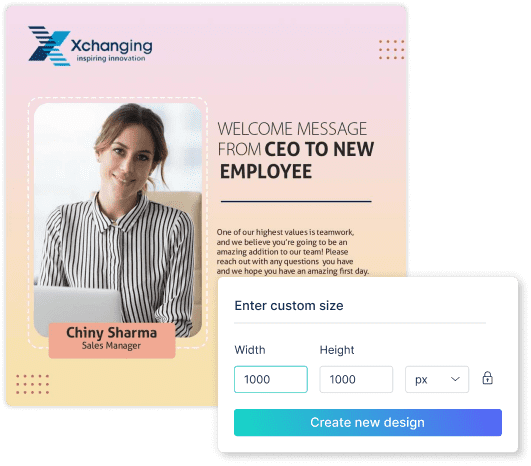 Xchanging
inspiring innovation
WELCOME MESSAGE
FROM CEO TO NEW
EMPLOYEE
One of our highest values is teamwork,
and we believe you're going to be an
amazing addition to our team! Please
reach out with any questions you have
and we hope you have an amazing first day.
Chiny Sharma
Sales Manager
Enter custom size
Width Height
1000 1000 px
Create new design